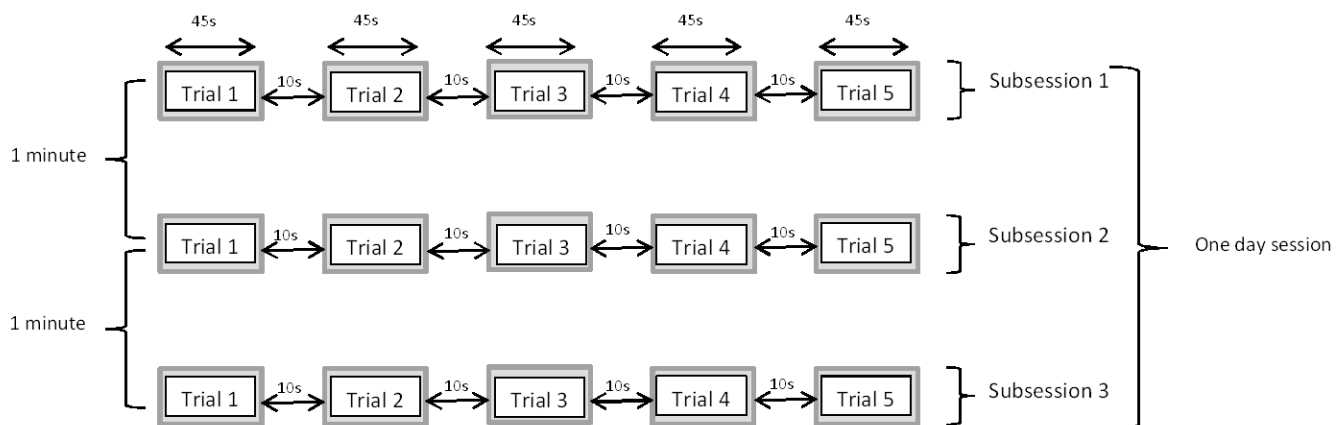 45s 45s 45s 45s 45s
Trial 1 10s Trial 2 10s Trial 3 10s Trial 4 10s Trial 5 Subsession 1
1 minute
Trial 1 10s Trial 2 10s Trial 3 10s Trial 4 10s Trial 5 Subsession 2
One day session
1 minute
Trial 1 10s Trial 2 10s Trial 3 10s Trial 4 10s Trial 5 Subsession 3